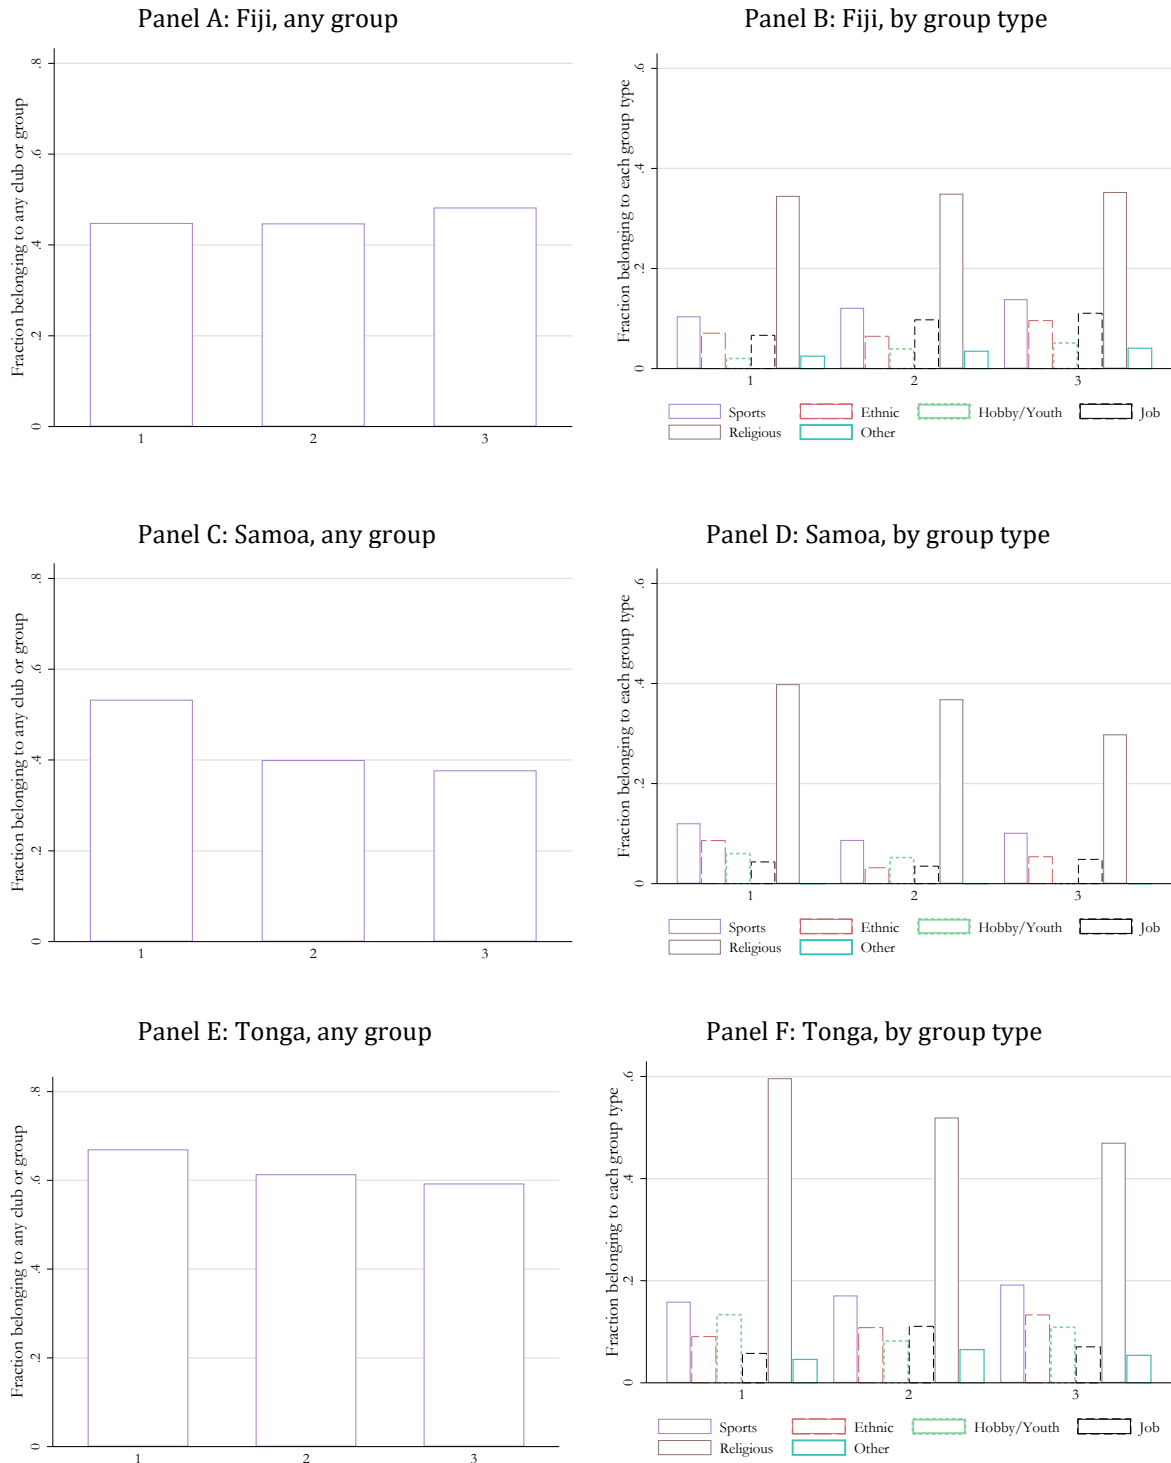 Panel A: Fiji, any group
Fraction belonging to any club or group
0 .2 .4 .6 .8
1 2 3
Panel B: Fiji, by group type
Fraction belonging to each group type
0 .2 .4 .6
1 2 3
Sports Ethnic Hobby/Youth Job
Religious Other
Panel C: Samoa, any group
Fraction belonging to any club or group
0 .2 .4 .6 .8
1 2 3
Panel D: Samoa, by group type
Fraction belonging to each group type
0 .2 .4 .6
1 2 3
Sports Ethnic Hobby/Youth Job
Religious Other
Panel E: Tonga, any group
Fraction belonging to any club or group
0 .2 .4 .6 .8
1 2 3
Panel F: Tonga, by group type
Fraction belonging to each group type
0 .2 .4 .6
1 2 3
Sports Ethnic Hobby/Youth Job
Religious Other